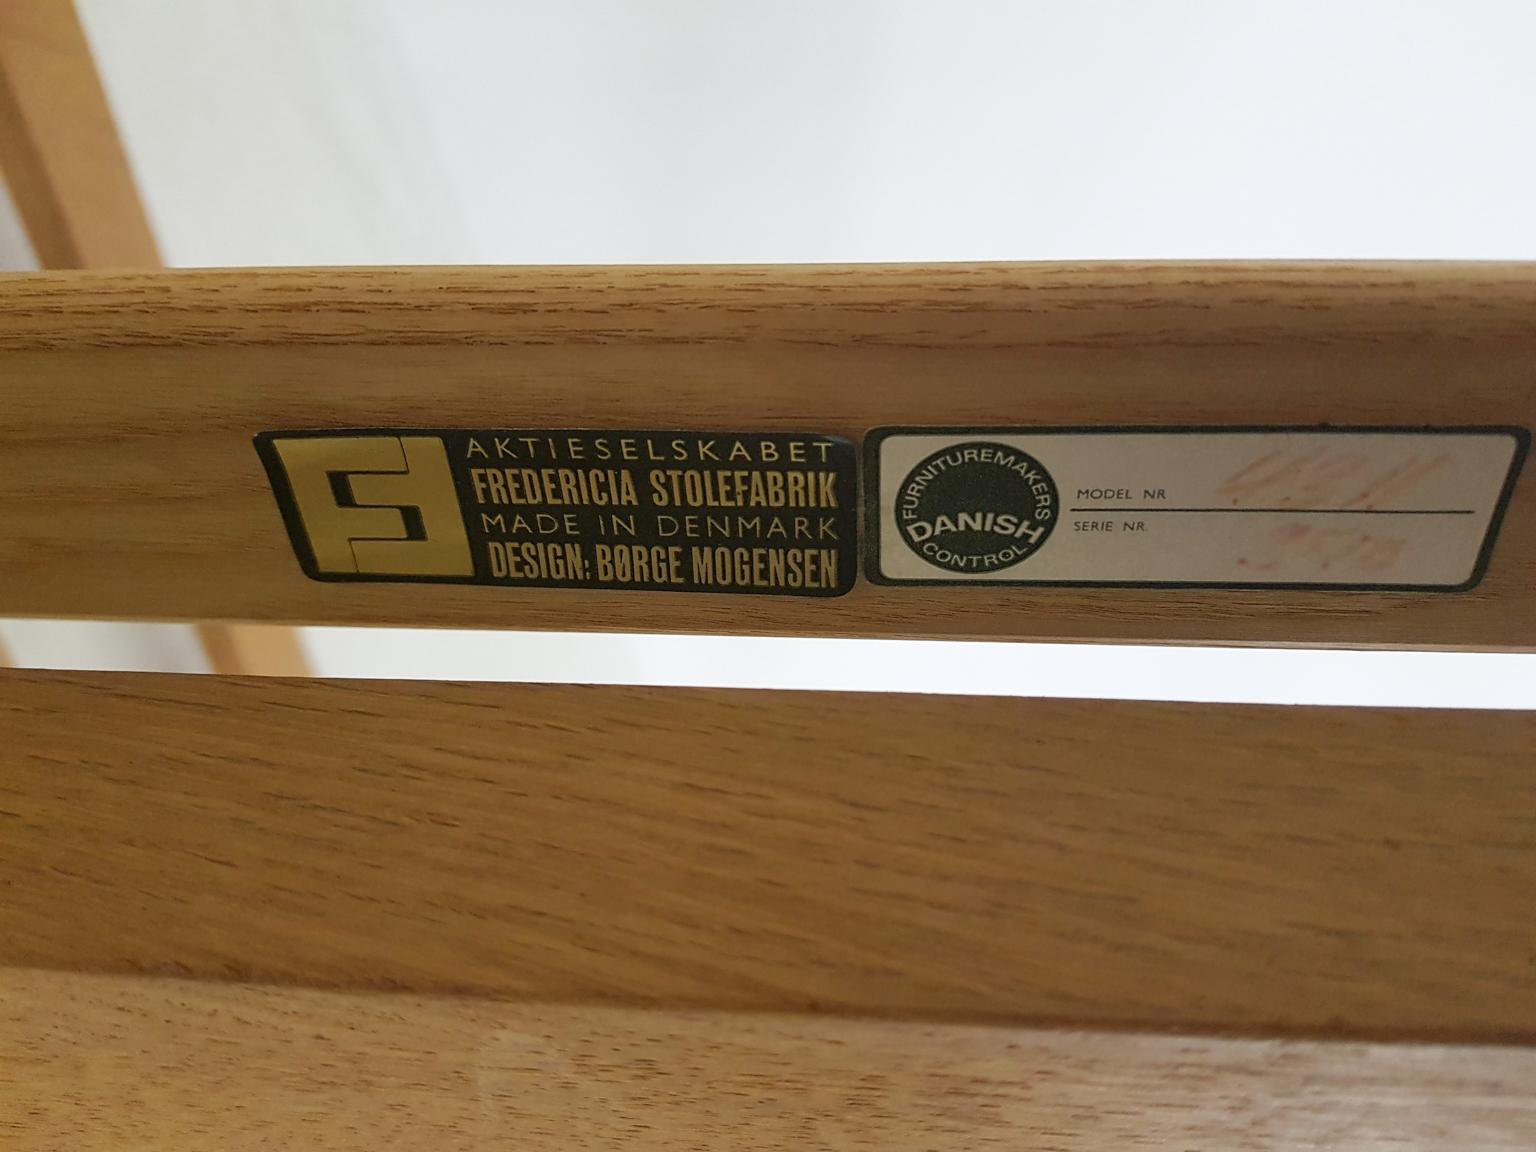 AKTIESELSKABET
FREDERICIA STOLEFABRIK
MADE IN DENMARK
DESIGN: BØRGE MOGENSEN
FURNITUREMAKERS
DANISH
CONTROL
MODEL NR
SERIE NR.